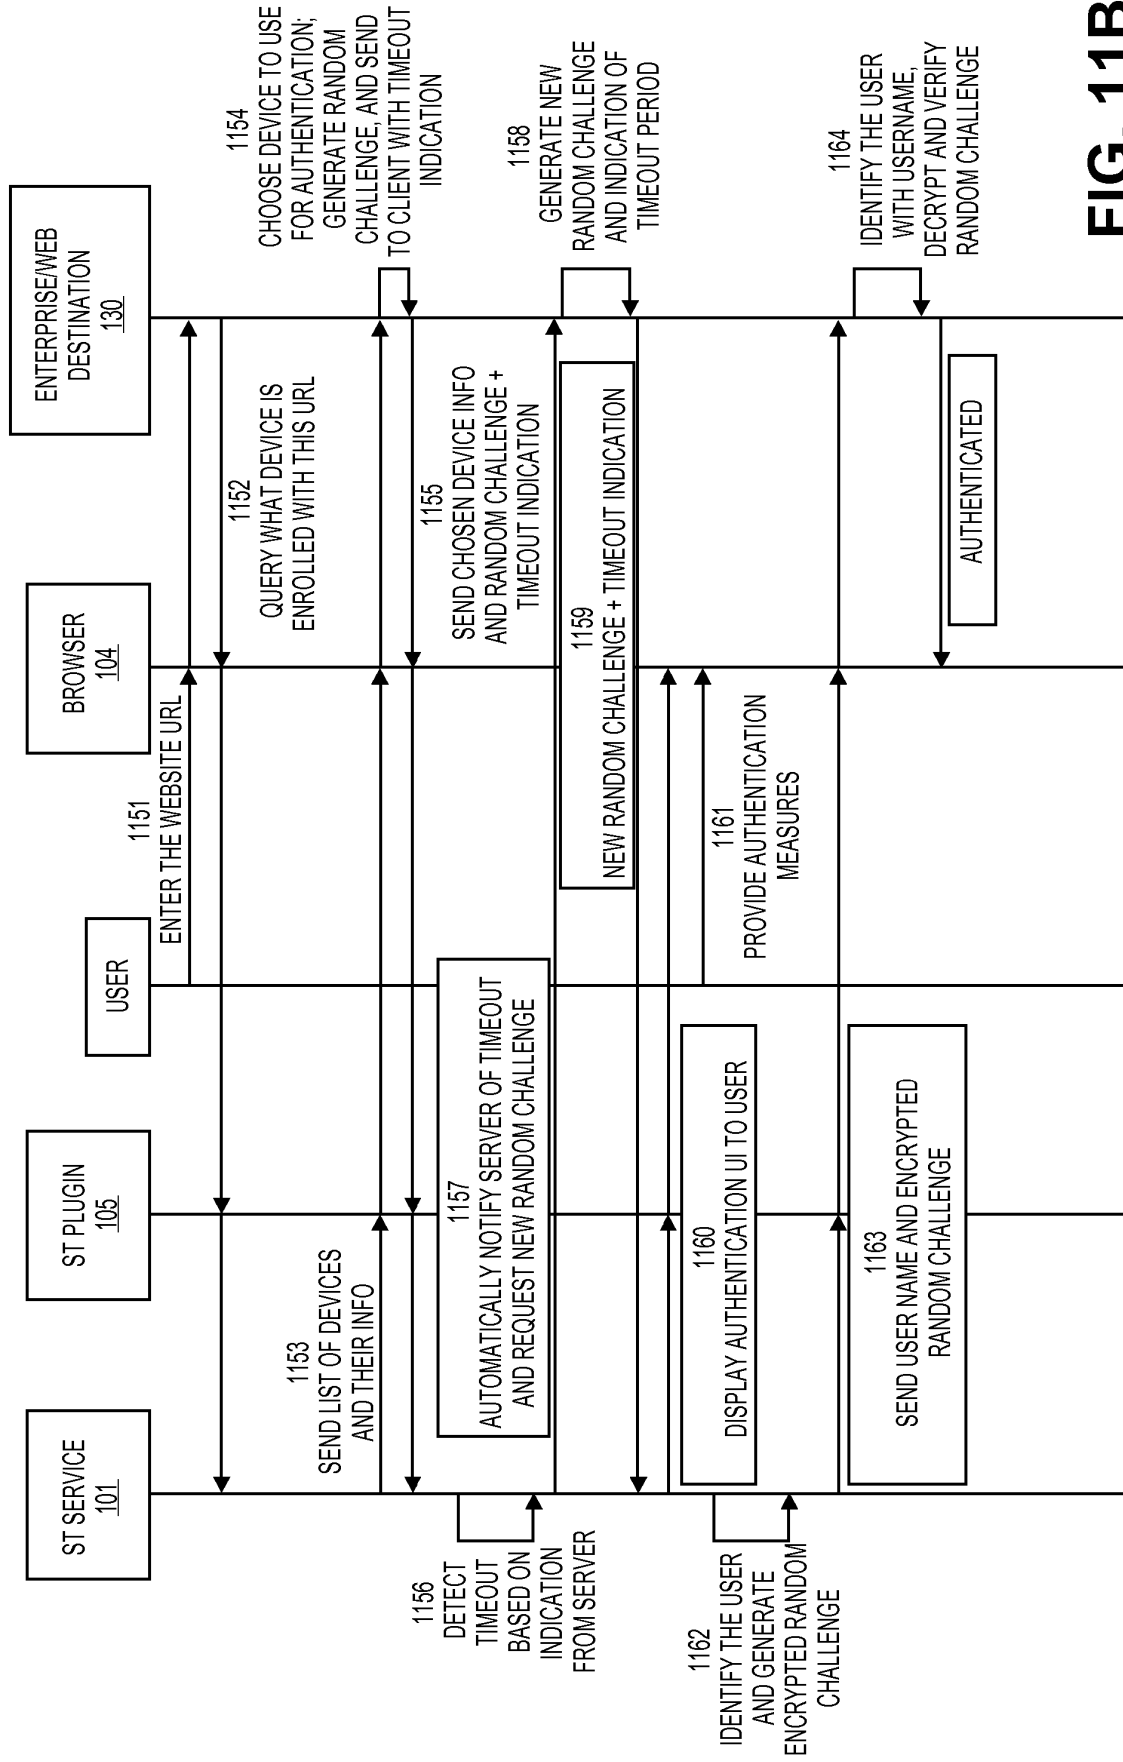 ST SERVICE
101
ST PLUGIN
105
USER
BROWSER
104
ENTERPRISE/WEB
DESTINATION
130
1151
ENTER THE WEBSITE URL
1152
QUERY WHAT DEVICE IS
ENROLLED WITH THIS URL
1153
SEND LIST OF DEVICES
AND THEIR INFO
1154
CHOOSE DEVICE TO USE
FOR AUTHENTICATION;
GENERATE RANDOM
CHALLENGE, AND SEND
TO CLIENT WITH TIMEOUT
INDICATION
1155
SEND CHOSEN DEVICE INFO
AND RANDOM CHALLENGE +
TIMEOUT INDICATION
1156
DETECT
TIMEOUT
BASED ON
INDICATION
FROM SERVER
1157
AUTOMATICALLY NOTIFY SERVER OF TIMEOUT
AND REQUEST NEW RANDOM CHALLENGE
1158
GENERATE NEW
RANDOM CHALLENGE
AND INDICATION OF
TIMEOUT PERIOD
1159
NEW RANDOM CHALLENGE + TIMEOUT INDICATION
1160
DISPLAY AUTHENTICATION UI TO USER
1161
PROVIDE AUTHENTICATION
MEASURES
1162
IDENTIFY THE USER
AND GENERATE
ENCRYPTED RANDOM
CHALLENGE
1163
SEND USER NAME AND ENCRYPTED
RANDOM CHALLENGE
1164
IDENTIFY THE USER
WITH USERNAME,
DECRYPT AND VERIFY
RANDOM CHALLENGE
AUTHENTICATED
FIG. 11B